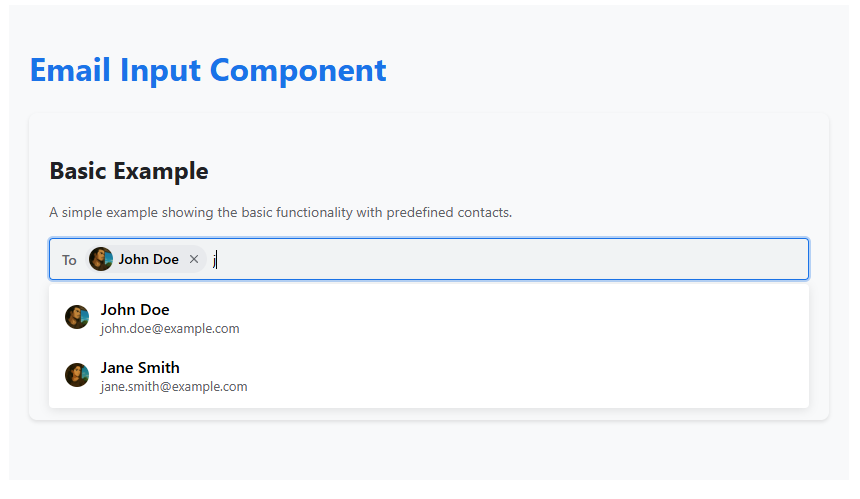 Email Input Component
Basic Example
A simple example showing the basic functionality with predefined contacts.
To John Doe × j
John Doe
john.doe@example.com
Jane Smith
jane.smith@example.com